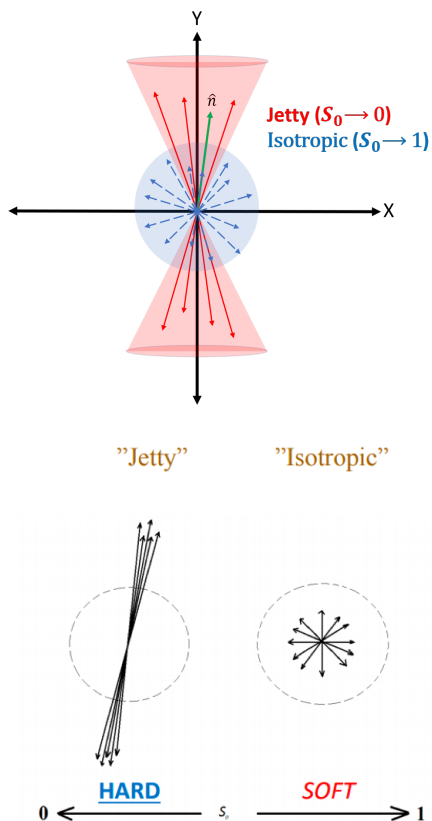 Y
n̂
Jetty (S₀⟶ 0)
Isotropic (S₀⟶ 1)
X
”Jetty” ”Isotropic”
HARD SOFT
0 S₀ 1